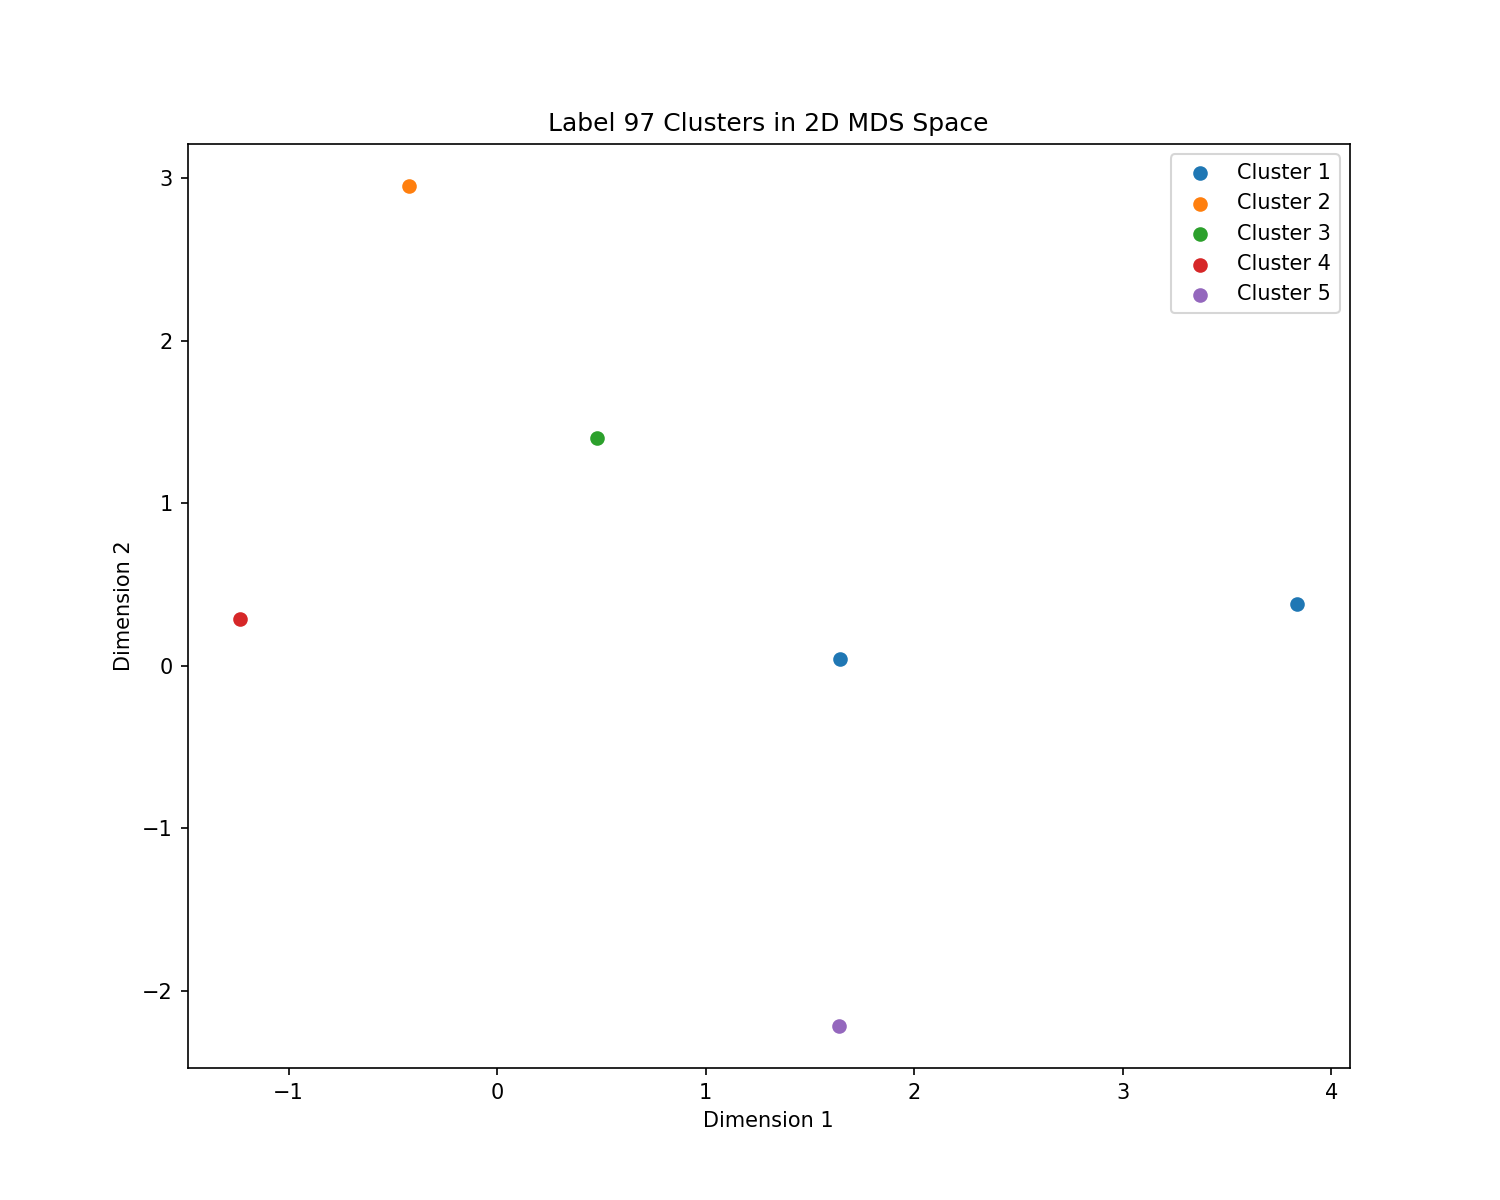 Label 97 Clusters in 2D MDS Space
Cluster 1
Cluster 2
Cluster 3
Cluster 4
Cluster 5
3
2
1
0
−1
−2
Dimension 2
−1 0 1 2 3 4
Dimension 1